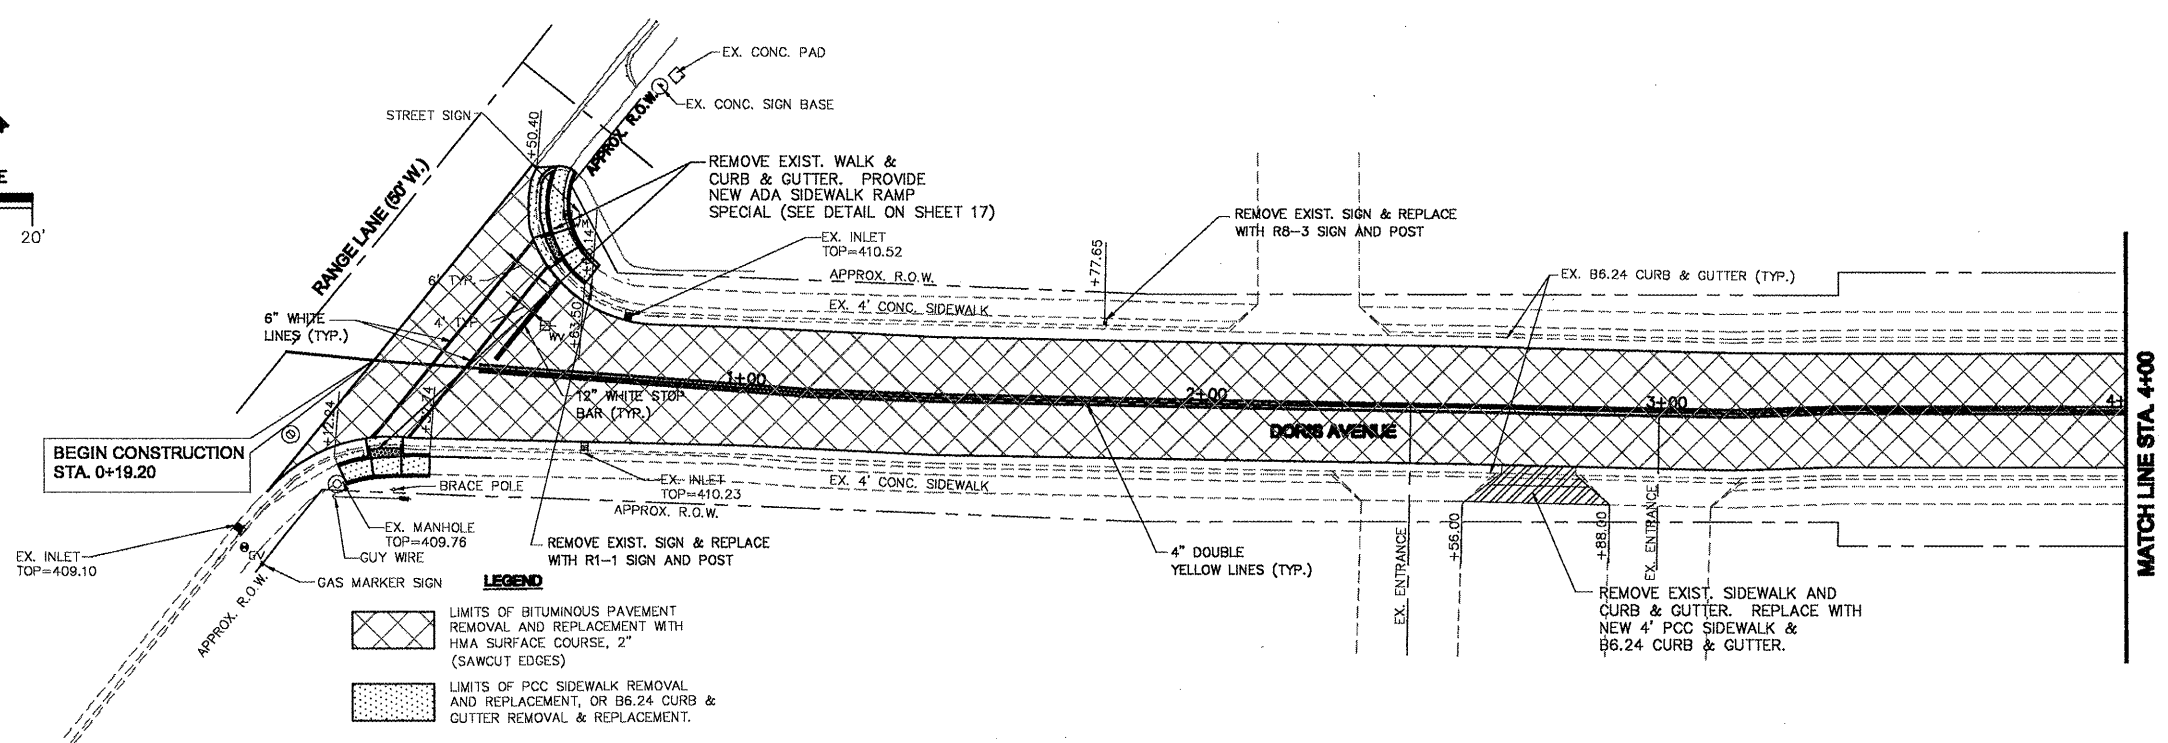 EX. CONC. PAD
EX. CONC. SIGN BASE
STREET SIGN
+50.40
APPROX. R.O.W.
RANGE LANE (50' W.)
20'
REMOVE EXIST. WALK &
CURB & GUTTER. PROVIDE
NEW ADA SIDEWALK RAMP
SPECIAL (SEE DETAIL ON SHEET 17)
EX. INLET
TOP=410.52
REMOVE EXIST. SIGN & REPLACE
WITH R8-3 SIGN AND POST
+77.65
APPROX. R.O.W.
EX. B6.24 CURB & GUTTER (TYP.)
EX. 4' CONC. SIDEWALK
6' TYP.
4' TYP.
6" WHITE
LINES (TYP.)
WV
+63.50
1+00
2+00
3+00
4+
12" WHITE STOP
BAR (TYP.)
DORIS AVENUE
MATCH LINE STA. 4+00
+12.94
BEGIN CONSTRUCTION
STA. 0+19.20
BRACE POLE
EX. INLET
TOP=410.23
EX. 4' CONC. SIDEWALK
APPROX. R.O.W.
EX. MANHOLE
TOP=409.76
GUY WIRE
EX. INLET
TOP=409.10
GV
GAS MARKER SIGN
APPROX. R.O.W.
REMOVE EXIST. SIGN & REPLACE
WITH R1-1 SIGN AND POST
4" DOUBLE
YELLOW LINES (TYP.)
EX. ENTRANCE
+56.00
+88.00
EX. ENTRANCE
REMOVE EXIST. SIDEWALK AND
CURB & GUTTER. REPLACE WITH
NEW 4' PCC SIDEWALK &
B6.24 CURB & GUTTER.
LEGEND
LIMITS OF BITUMINOUS PAVEMENT
REMOVAL AND REPLACEMENT WITH
HMA SURFACE COURSE, 2"
(SAWCUT EDGES)
LIMITS OF PCC SIDEWALK REMOVAL
AND REPLACEMENT, OR B6.24 CURB &
GUTTER REMOVAL & REPLACEMENT.